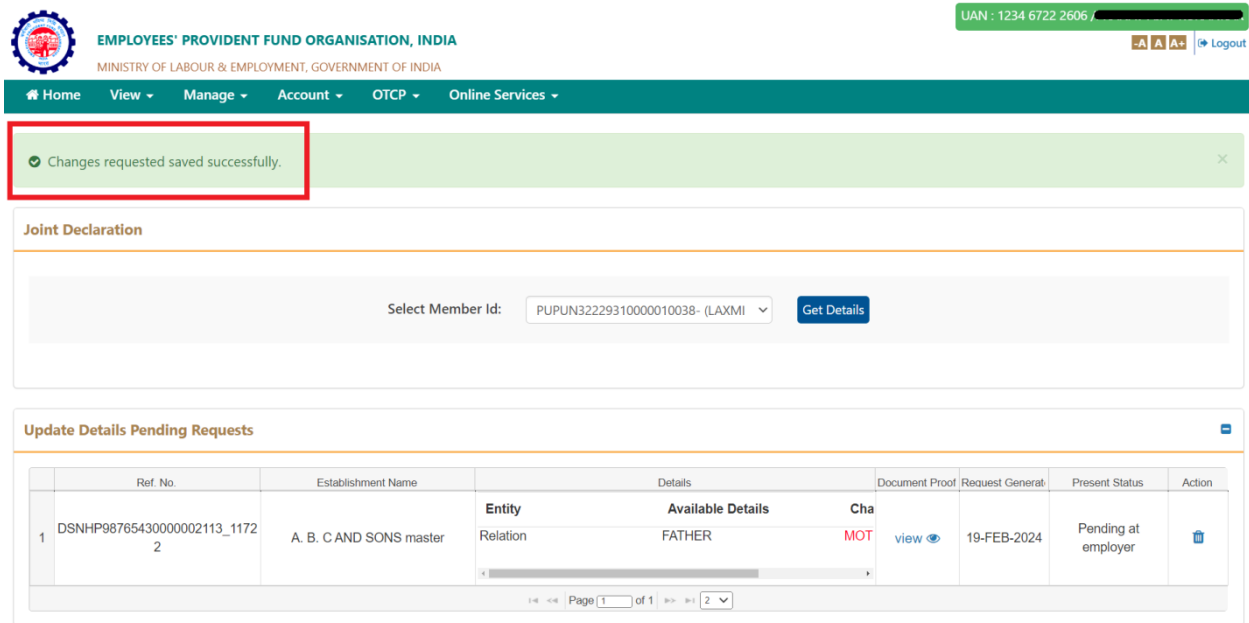 UAN : 1234 6722 2606 /
EMPLOYEES' PROVIDENT FUND ORGANISATION, INDIA
-A A A+ Logout
MINISTRY OF LABOUR & EMPLOYMENT, GOVERNMENT OF INDIA
Home View Manage Account OTCP Online Services
Changes requested saved successfully. ×
Joint Declaration
Select Member Id: PUPUN32229310000010038- (LAXMI Get Details
Update Details Pending Requests
Ref. No. Establishment Name Details Document Proof Request Generat Present Status Action
Entity Available Details Cha
1 DSNHP98765430000002113_1172
2
A. B. C AND SONS master
Relation FATHER MOT
view
19-FEB-2024
Pending at
employer
Page 1 of 1 2